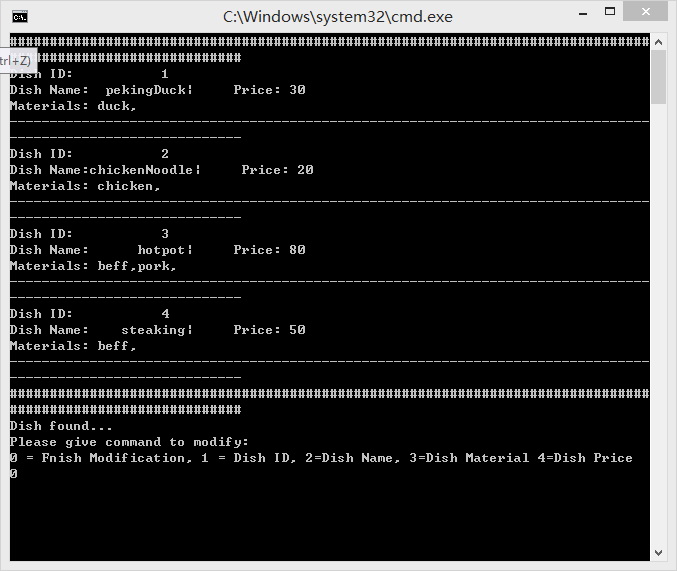 C:\Windows\system32\cmd.exe
################################################################################
#############################
trl+Z)
Dish ID:           1
Dish Name:  pekingDuck|     Price: 30
Materials: duck,
--------------------------------------------------------------------------------
-----------------------------
Dish ID:           2
Dish Name:chickenNoodle|     Price: 20
Materials: chicken,
--------------------------------------------------------------------------------
-----------------------------
Dish ID:           3
Dish Name:      hotpot|     Price: 80
Materials: beff,pork,
--------------------------------------------------------------------------------
-----------------------------
Dish ID:           4
Dish Name:    steaking|     Price: 50
Materials: beff,
--------------------------------------------------------------------------------
-----------------------------
################################################################################
#############################
Dish found...
Please give command to modify:
0 = Fnish Modification, 1 = Dish ID, 2=Dish Name, 3=Dish Material 4=Dish Price
0